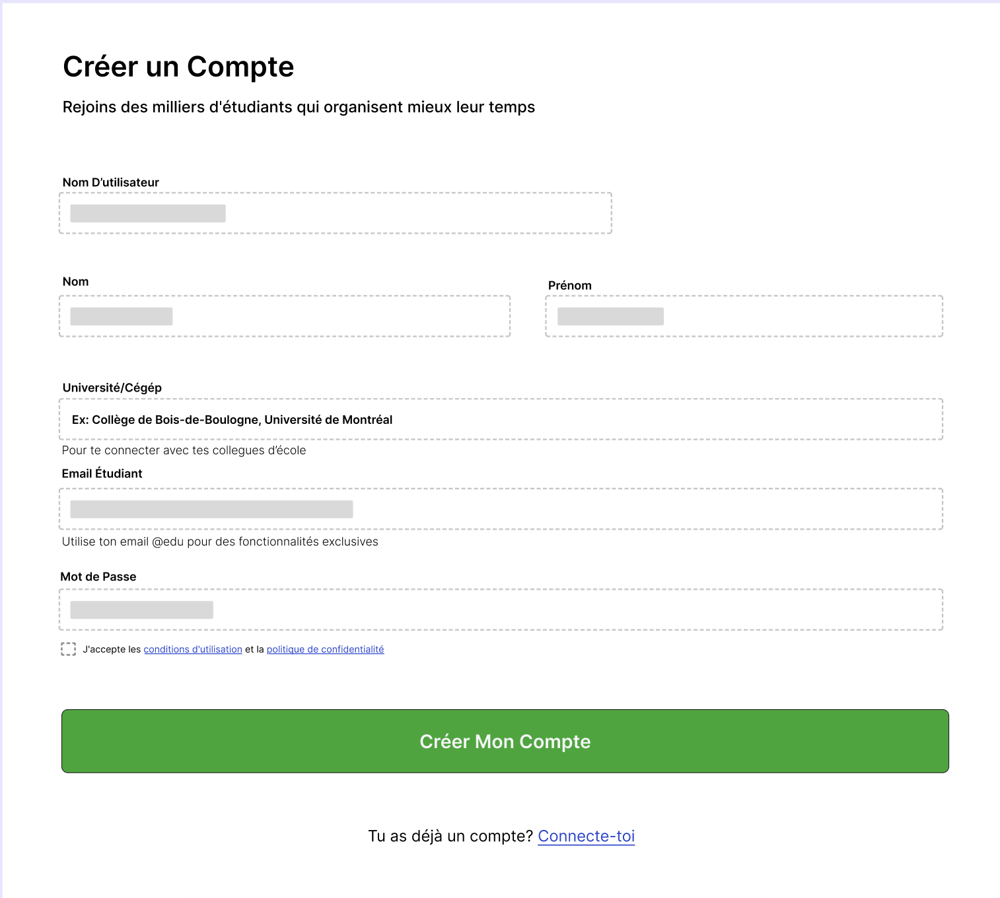 Créer un Compte
Rejoins des milliers d'étudiants qui organisent mieux leur temps
Nom D’utilisateur
Nom
Prénom
Université/Cégép
Ex: Collège de Bois-de-Boulogne, Université de Montréal
Pour te connecter avec tes collegues d’école
Email Étudiant
Utilise ton email @edu pour des fonctionnalités exclusives
Mot de Passe
J'accepte les conditions d'utilisation et la politique de confidentialité
Créer Mon Compte
Tu as déjà un compte? Connecte-toi